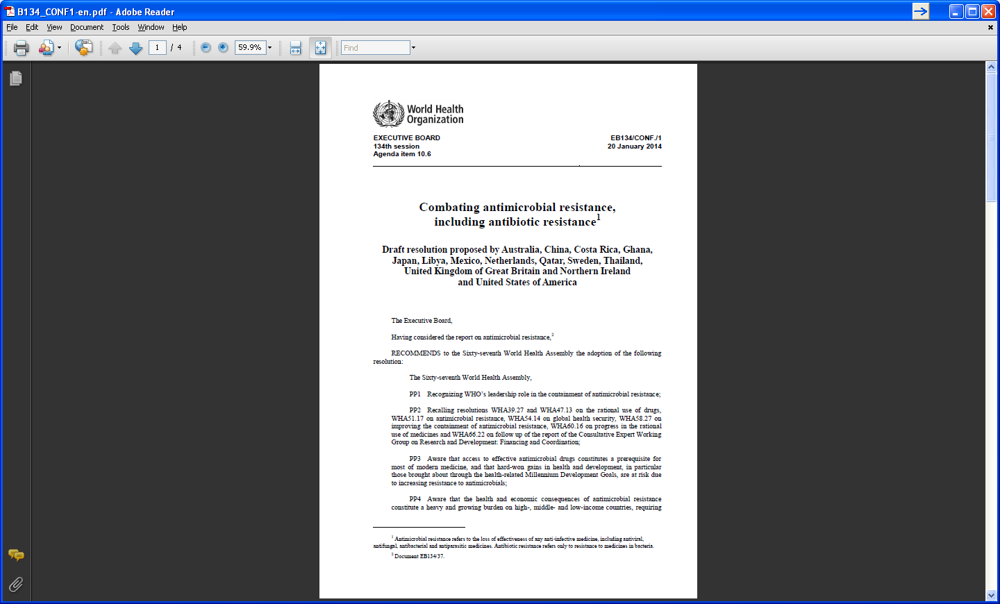 B134_CONF1-en.pdf - Adobe Reader
File Edit View Document Tools Window Help
1 / 4 59.9% Find
World Health
Organization
EXECUTIVE BOARD EB134/CONF./1
134th session 20 January 2014
Agenda item 10.6
Combating antimicrobial resistance,
including antibiotic resistance1
Draft resolution proposed by Australia, China, Costa Rica, Ghana,
Japan, Libya, Mexico, Netherlands, Qatar, Sweden, Thailand,
United Kingdom of Great Britain and Northern Ireland
and United States of America
The Executive Board,
Having considered the report on antimicrobial resistance,2
RECOMMENDS to the Sixty-seventh World Health Assembly the adoption of the following
resolution:
The Sixty-seventh World Health Assembly,
PP1 Recognizing WHO's leadership role in the containment of antimicrobial resistance;
PP2 Recalling resolutions WHA39.27 and WHA47.13 on the rational use of drugs,
WHA51.17 on antimicrobial resistance, WHA54.14 on global health security, WHA58.27 on
improving the containment of antimicrobial resistance, WHA60.16 on progress in the rational
use of medicines and WHA66.22 on follow up of the report of the Consultative Expert Working
Group on Research and Development: Financing and Coordination;
PP3 Aware that access to effective antimicrobial drugs constitutes a prerequisite for
most of modern medicine, and that hard-won gains in health and development, in particular
those brought about through the health-related Millennium Development Goals, are at risk due
to increasing resistance to antimicrobials;
PP4 Aware that the health and economic consequences of antimicrobial resistance
constitute a heavy and growing burden on high-, middle- and low-income countries, requiring
1 Antimicrobial resistance refers to the loss of effectiveness of any anti-infective medicine, including antiviral,
antifungal, antibacterial and antiparasitic medicines. Antibiotic resistance refers only to resistance to medicines in bacteria.
2 Document EB134/37.